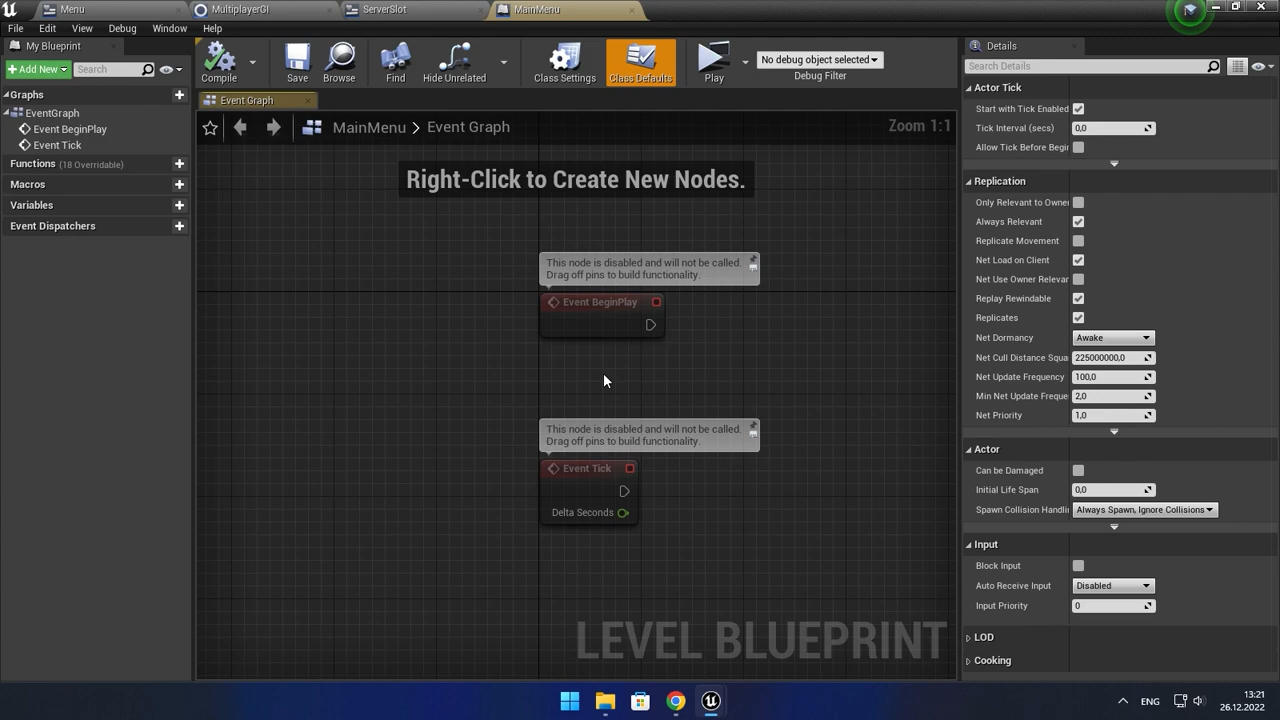 Menu
MultiplayerGI
ServerSlot
MainMenu
File Edit View Debug Window Help
My Blueprint
Add New
Search
Compile
Save
Browse
Find
Hide Unrelated
Class Settings
Class Defaults
Play
No debug object selected
Debug Filter
Graphs
EventGraph
Event BeginPlay
Event Tick
Functions (18 Overridable)
Macros
Variables
Event Dispatchers
Event Graph
MainMenu > Event Graph
Zoom 1:1
Right-Click to Create New Nodes.
This node is disabled and will not be called.
Drag off pins to build functionality.
Event BeginPlay
This node is disabled and will not be called.
Drag off pins to build functionality.
Event Tick
Delta Seconds
LEVEL BLUEPRINT
Details
Search Details
Actor Tick
Start with Tick Enabled
Tick Interval (secs) 0,0
Allow Tick Before Begin
Replication
Only Relevant to Owner
Always Relevant
Replicate Movement
Net Load on Client
Net Use Owner Relevan
Replay Rewindable
Replicates
Net Dormancy Awake
Net Cull Distance Squa 225000000,0
Net Update Frequency 100,0
Min Net Update Freque 2,0
Net Priority 1,0
Actor
Can be Damaged
Initial Life Span 0,0
Spawn Collision Handlin Always Spawn, Ignore Collisions
Input
Block Input
Auto Receive Input Disabled
Input Priority 0
LOD
Cooking
ENG
13:21
26.12.2022